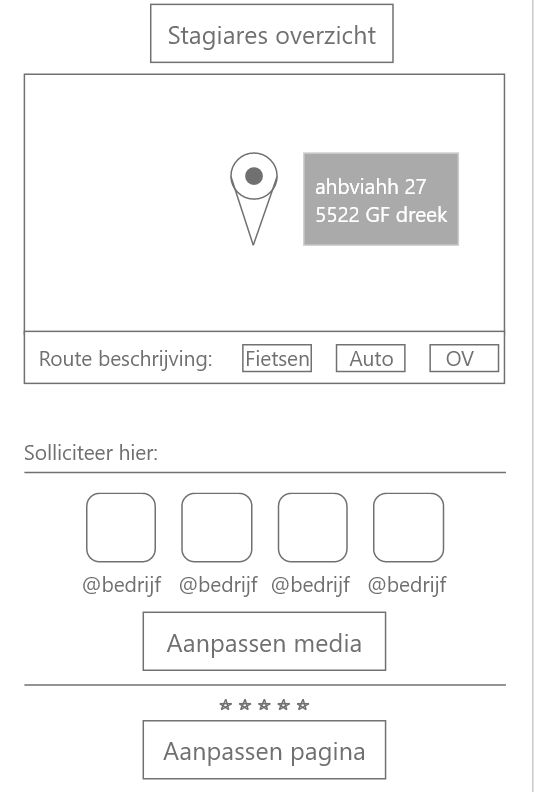 Stagiares overzicht
ahbviahh 27
5522 GF dreek
Route beschrijving: Fietsen Auto OV
Solliciteer hier:
@bedrijf @bedrijf @bedrijf @bedrijf
Aanpassen media
Aanpassen pagina